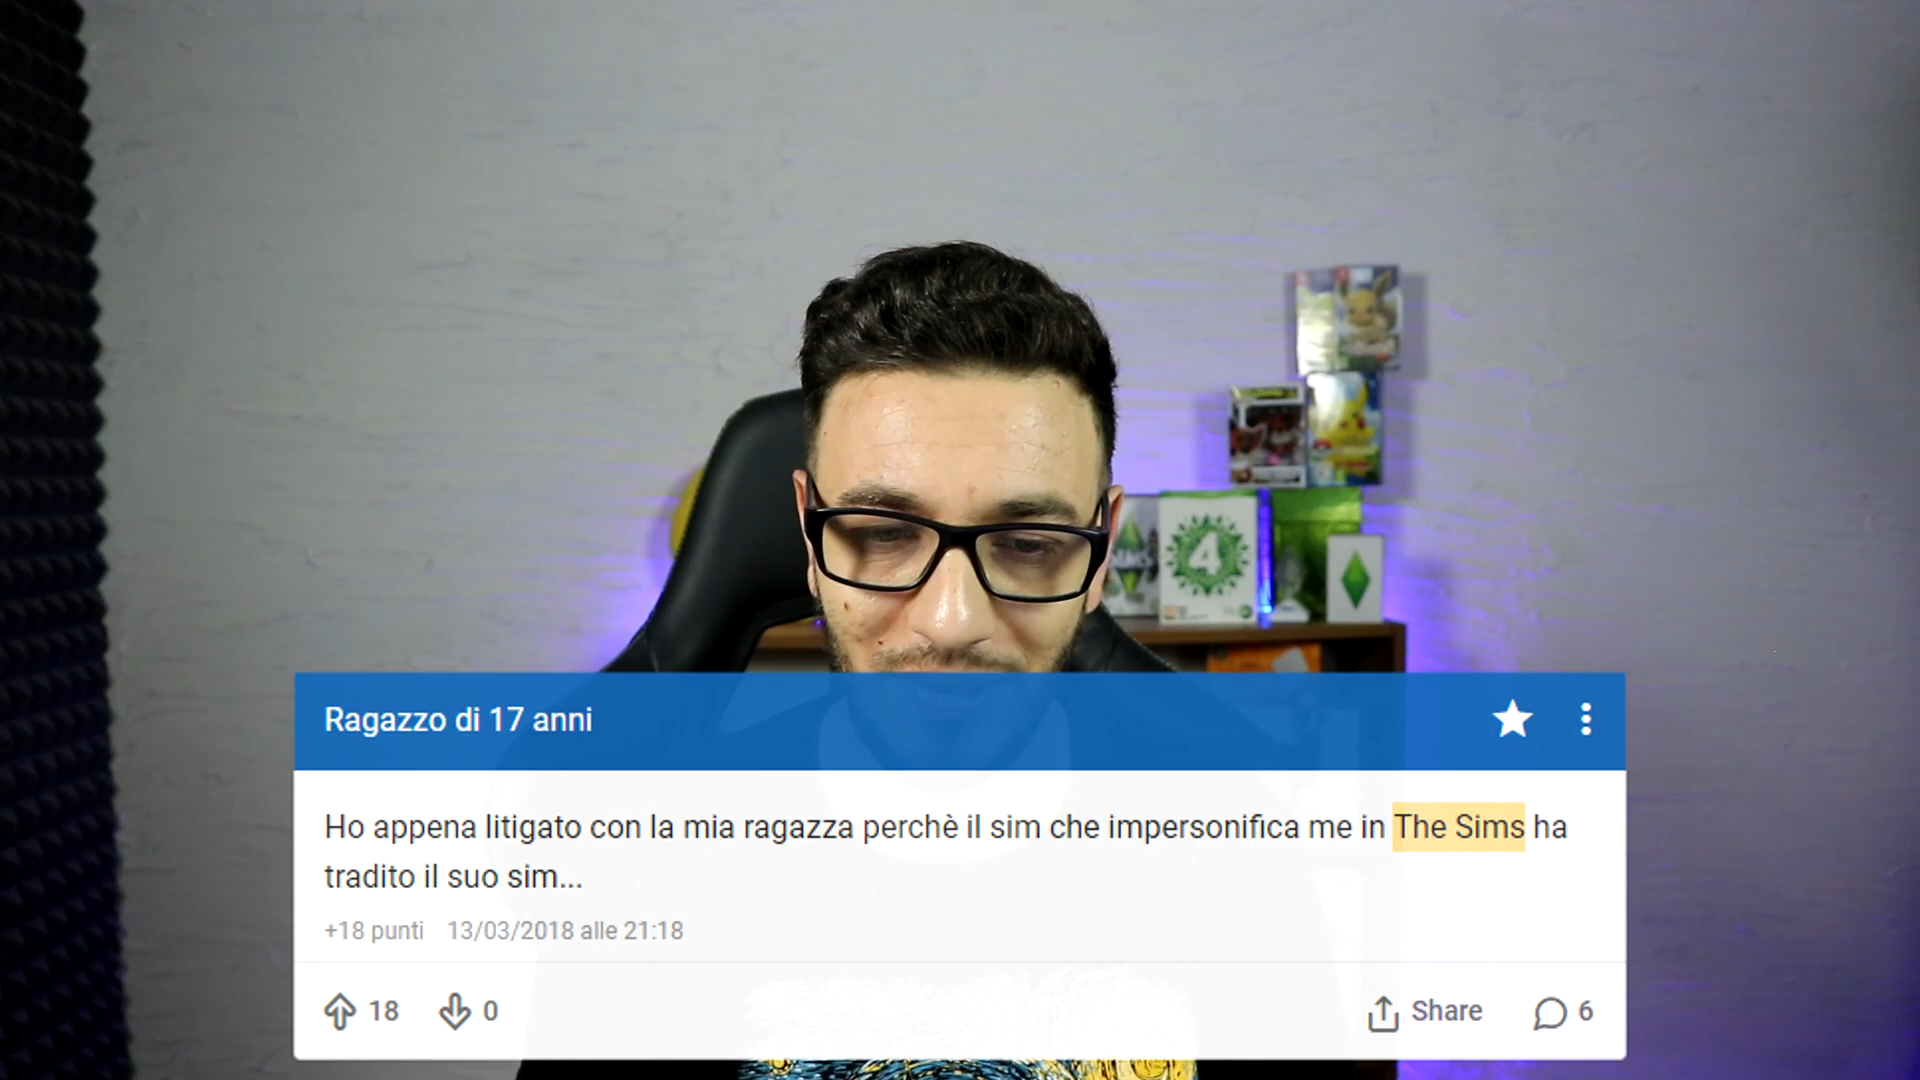 4
Ragazzo di 17 anni
Ho appena litigato con la mia ragazza perchè il sim che impersonifica me in The Sims ha
tradito il suo sim...
+18 punti 13/03/2018 alle 21:18
18 0 Share 6